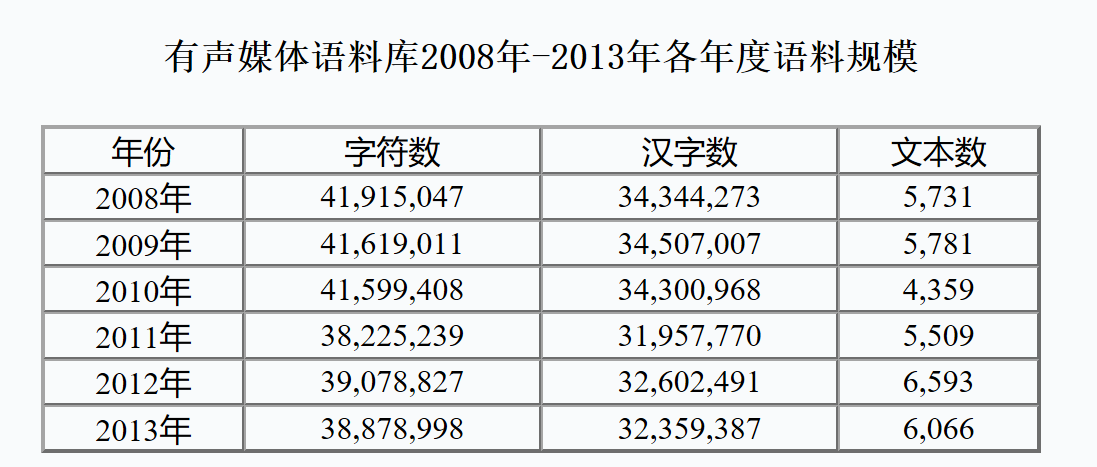 有声媒体语料库2008年-2013年各年度语料规模
年份 字符数 汉字数 文本数
2008年 41,915,047 34,344,273 5,731
2009年 41,619,011 34,507,007 5,781
2010年 41,599,408 34,300,968 4,359
2011年 38,225,239 31,957,770 5,509
2012年 39,078,827 32,602,491 6,593
2013年 38,878,998 32,359,387 6,066